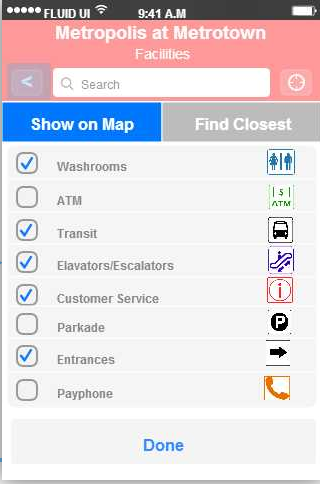 FLUID UI 9:41 A.M
Metropolis at Metrotown
Facilities
< Search
Show on Map Find Closest
Washrooms
ATM | 5 | ATM
Transit
Elavators/Escalators
Customer Service i
Parkade P
Entrances
Payphone
Done